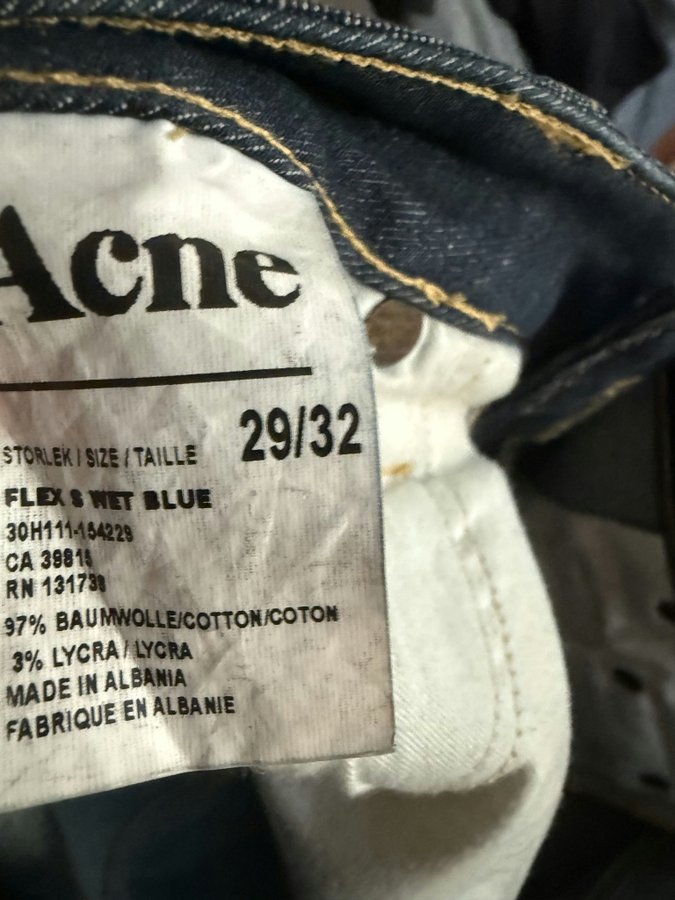 Acne
STORLEK / SIZE / TAILLE 29/32
FLEX S WET BLUE
30H111-154229
CA 39815
RN 131738
97% BAUMWOLLE/COTTON/COTON
3% LYCRA / LYCRA
MADE IN ALBANIA
FABRIQUE EN ALBANIE